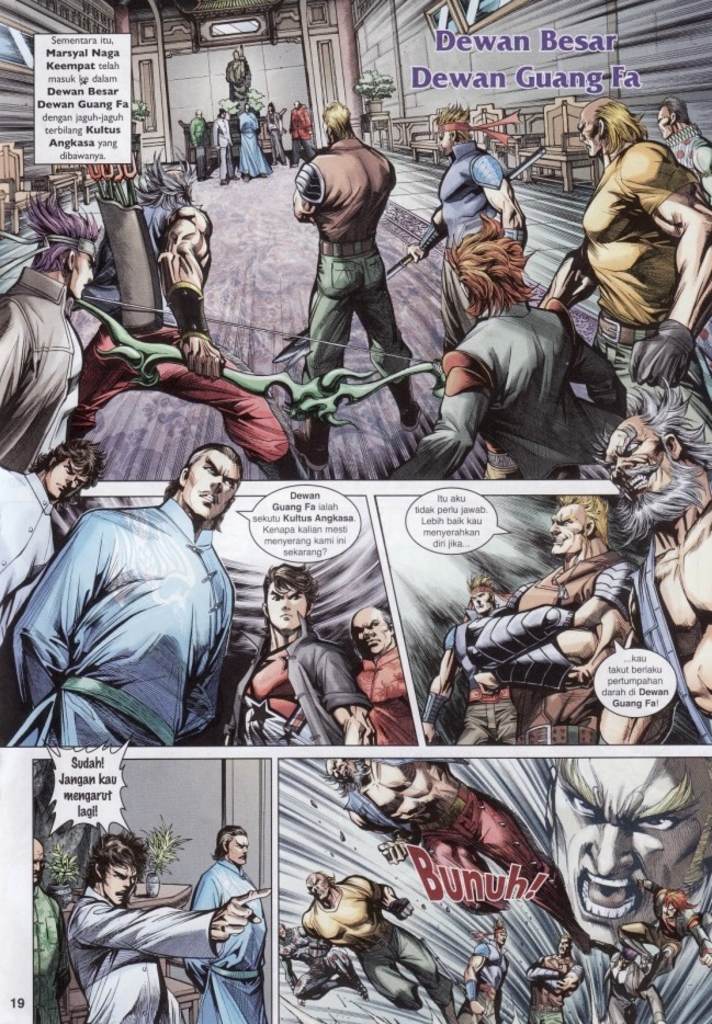 Sementara itu,
Marsyal Naga
Keempat telah
masuk ke dalam
Dewan Besar
Dewan Guang Fa
dengan jaguh-jaguh
terbilang Kultus
Angkasa yang
dibawanya.
Dewan Besar
Dewan Guang Fa
Dewan
Guang Fa ialah
sekutu Kultus Angkasa.
Kenapa kalian mesti
menyerang kami ini
sekarang?
Itu aku
tidak jawab.
Lebih baik kau
menyerahkan
diri jika...
...kau
takut berlaku
pertumpahan
darah di Dewan
Guang Fa!
Sudah!
Jangan kau
mengarut
lagi!
Bunuh!
19